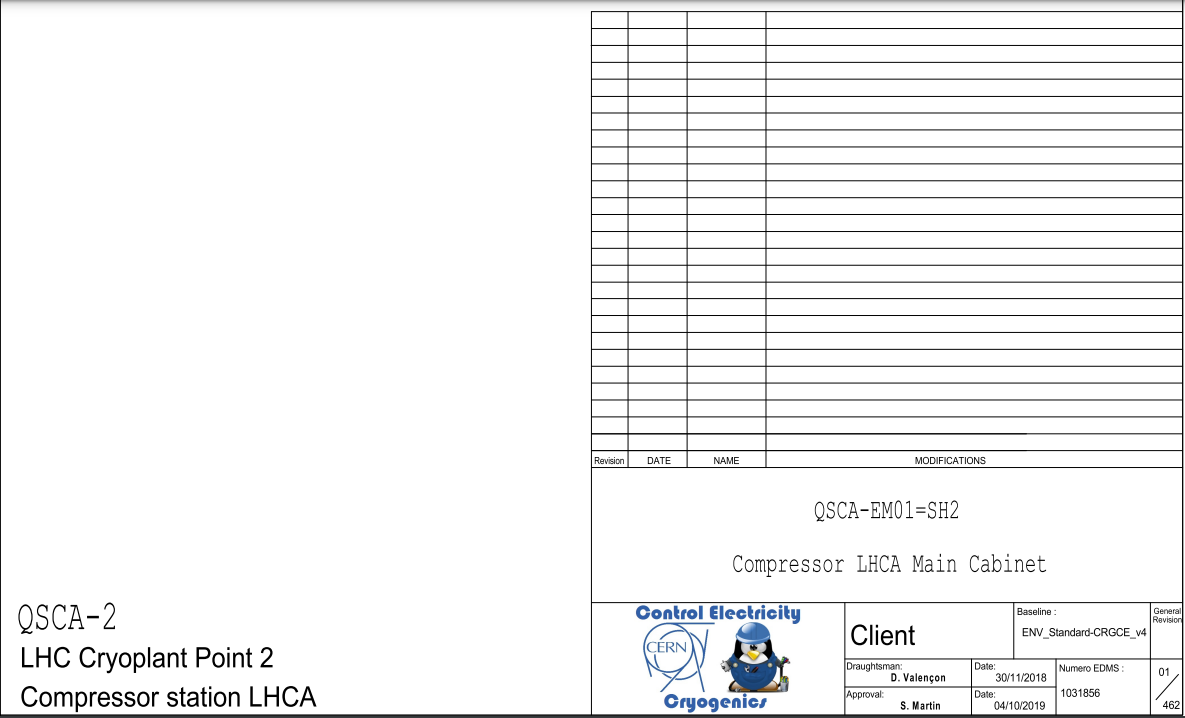 Revision DATE NAME MODIFICATIONS
QSCA-EM01=SH2
Compressor LHCA Main Cabinet
QSCA-2
LHC Cryoplant Point 2
Compressor station LHCA
Control Electricity
CERN
Cryogenics
Client
Baseline :
ENV_Standard-CRGCE_v4
General
Revision
Draughtsman:
D. Valençon
Date:
30/11/2018
Approval:
S. Martin
Date:
04/10/2019
Numero EDMS :
1031856
01
462